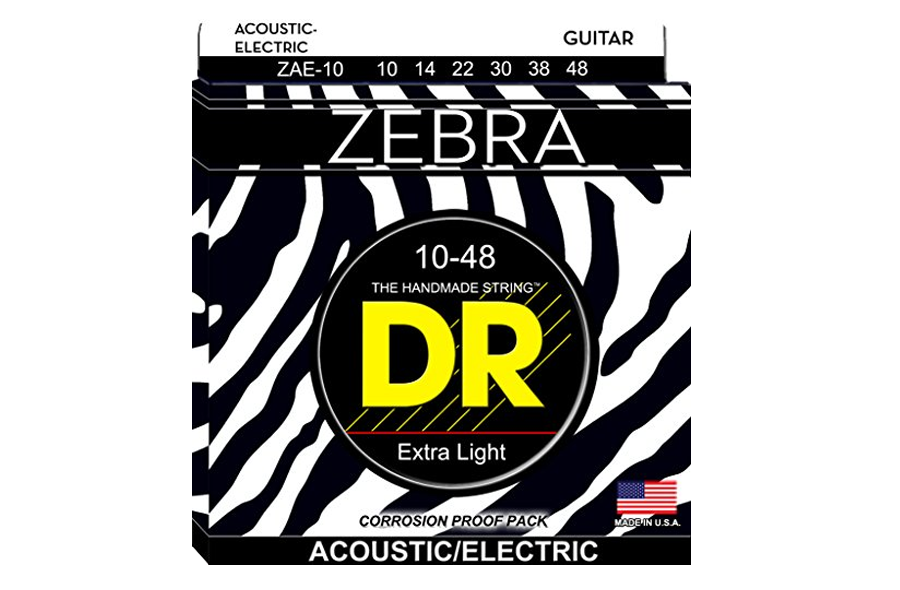 ACOUSTIC-
ELECTRIC
GUITAR
ZAE-10 10 14 22 30 38 48
ZEBRA
10-48
THE HANDMADE STRING™
DR
Extra Light
CORROSION PROOF PACK
MADE IN U.S.A.
ACOUSTIC/ELECTRIC